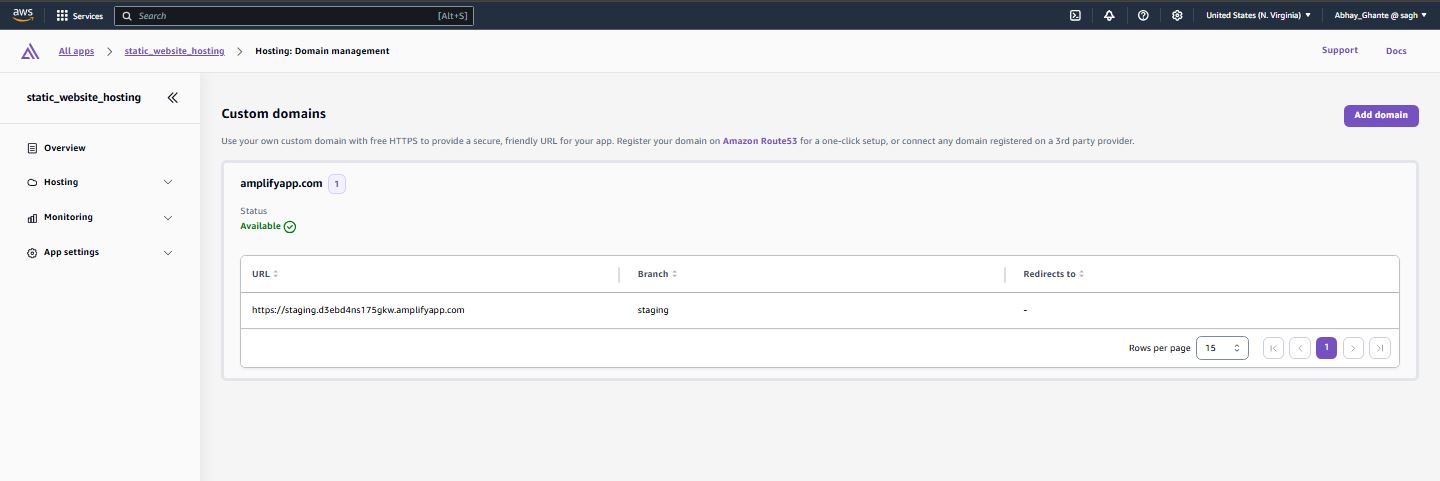 aws Services Search [Alt+S] United States (N. Virginia) Abhay_Ghante @ sagh
All apps static_website_hosting Hosting: Domain management Support Docs
static_website_hosting
Overview
Hosting
Monitoring
App settings
Custom domains Add domain
Use your own custom domain with free HTTPS to provide a secure, friendly URL for your app. Register your domain on Amazon Route53 for a one-click setup, or connect any domain registered on a 3rd party provider.
amplifyapp.com 1
Status
Available
URL Branch Redirects to
https://staging.d3ebd4ns175gkw.amplifyapp.com staging -
Rows per page 15 1